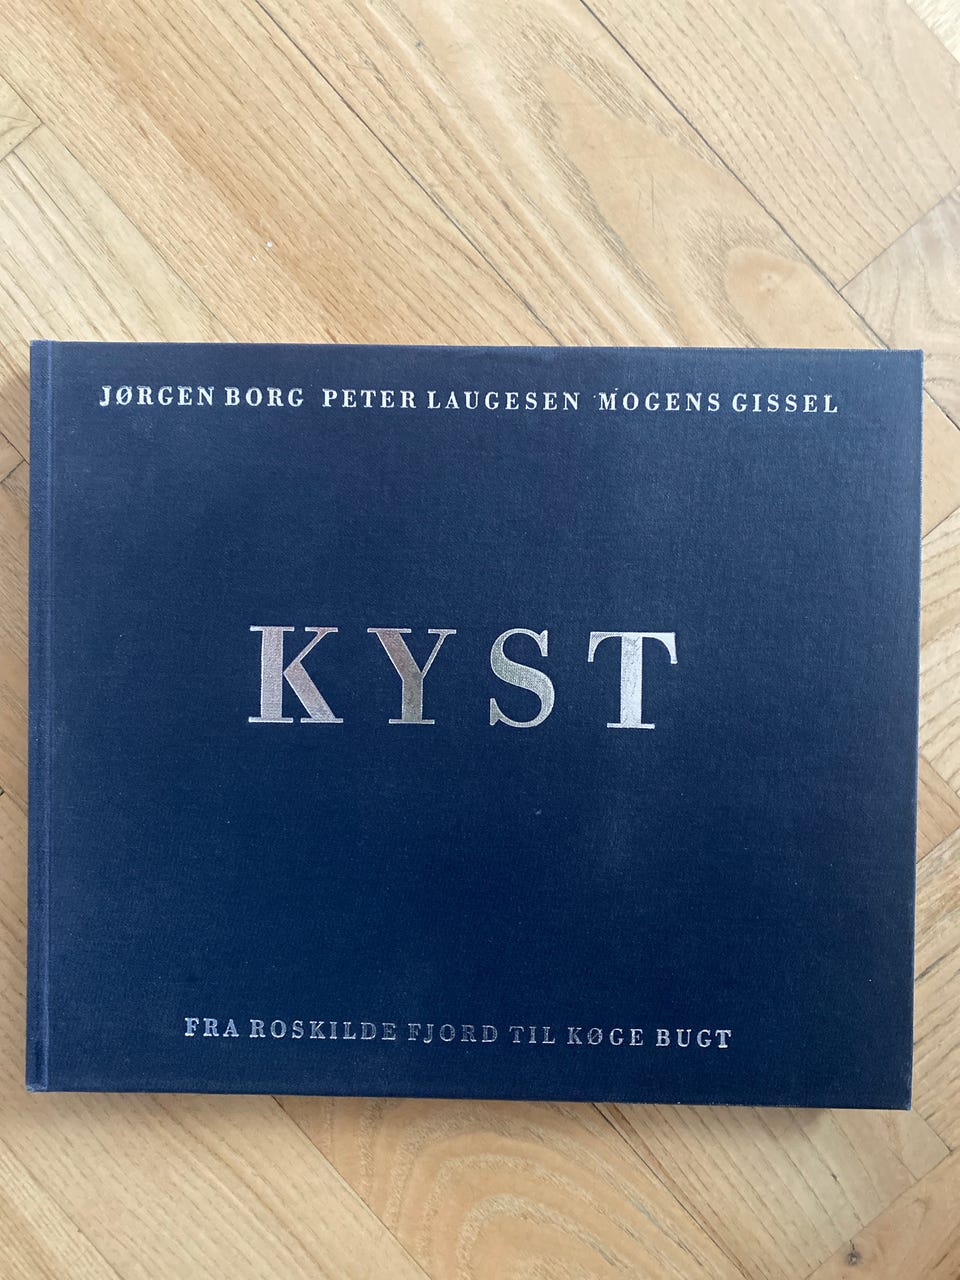 JØRGEN BORG PETER LAUGESEN MOGENS GISSEL
KYST
FRA ROSKILDE FJORD TIL KØGE BUGT